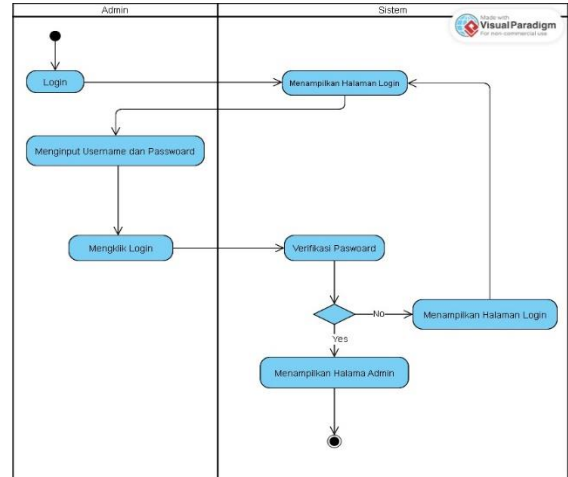 Admin
Sistem
Made with
Visual Paradigm
For non-commercial use
Login
Menampilkan Halaman Login
Menginput Username dan Passwoard
Mengklik Login
Verifikasi Paswoard
No
Menampilkan Halaman Login
Yes
Menampilkan Halama Admin